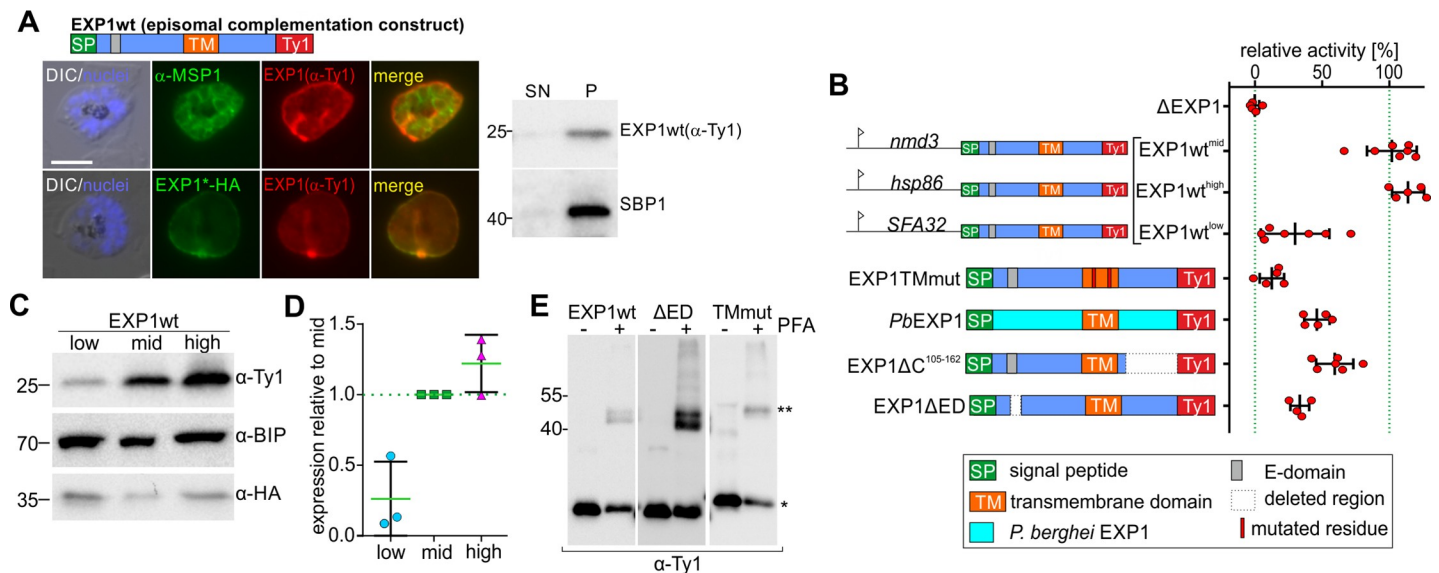 A
EXP1wt (episomal complementation construct)
SP TM Ty1
DIC/nuclei α-MSP1 EXP1(α-Ty1) merge
DIC/nuclei EXP1*-HA EXP1(α-Ty1) merge
SN P
25 EXP1wt(α-Ty1)
40 SBP1
B
relative activity [%]
0 50 100
ΔEXP1
nmd3 SP TM Ty1 EXP1wt^mid
hsp86 SP TM Ty1 EXP1wt^high
SFA32 SP TM Ty1 EXP1wt^low
EXP1TMmut SP TM Ty1
PbEXP1 SP TM Ty1
EXP1ΔC^105-162 SP TM Ty1
EXP1ΔED SP TM Ty1
SP signal peptide
TM transmembrane domain
P. berghei EXP1
E-domain
deleted region
mutated residue
C
EXP1wt
low mid high
25 α-Ty1
70 α-BIP
35 α-HA
D
expression relative to mid
1.5
1.0
0.5
0.0
low mid high
E
EXP1wt ΔED TMmut
- + - + - + PFA
55
40
**
*
α-Ty1